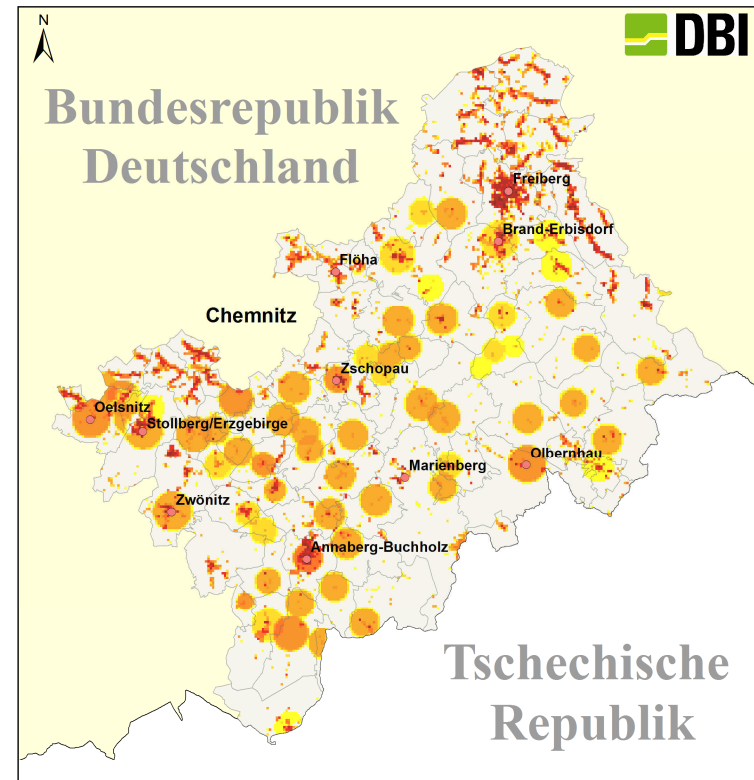 N
DBI
Bundesrepublik
Deutschland
Freiberg
Brand-Erbisdorf
Flöha
Chemnitz
Zschopau
Oelsnitz
Stollberg/Erzgebirge
Olbernhau
Marienberg
Zwönitz
Annaberg-Buchholz
Tschechische
Republik